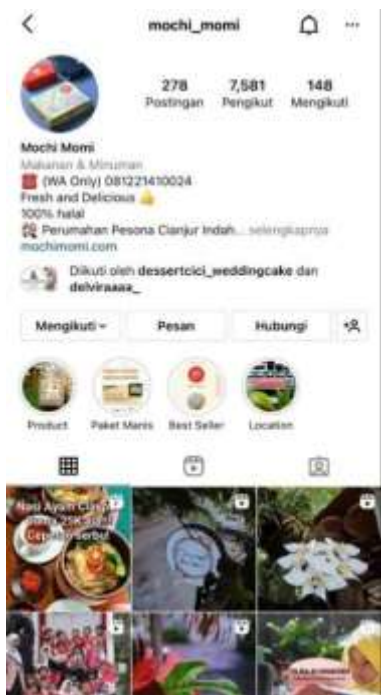 mochi_momi
278 7,581 148
Postingan Pengikut Mengikuti
Mochi Momi
Makanan & Minuman
(WA Only) 081221410024
Fresh and Delicious
100% halal
Perumahan Pesona Cianjur Indah... selengkapnya
mochimomi.com
Diikuti oleh dessertcici_weddingcake dan
delviraaaa_
Mengikuti Pesan Hubungi
Product Paket Manis Best Seller Location
Nasi Ayam
25K